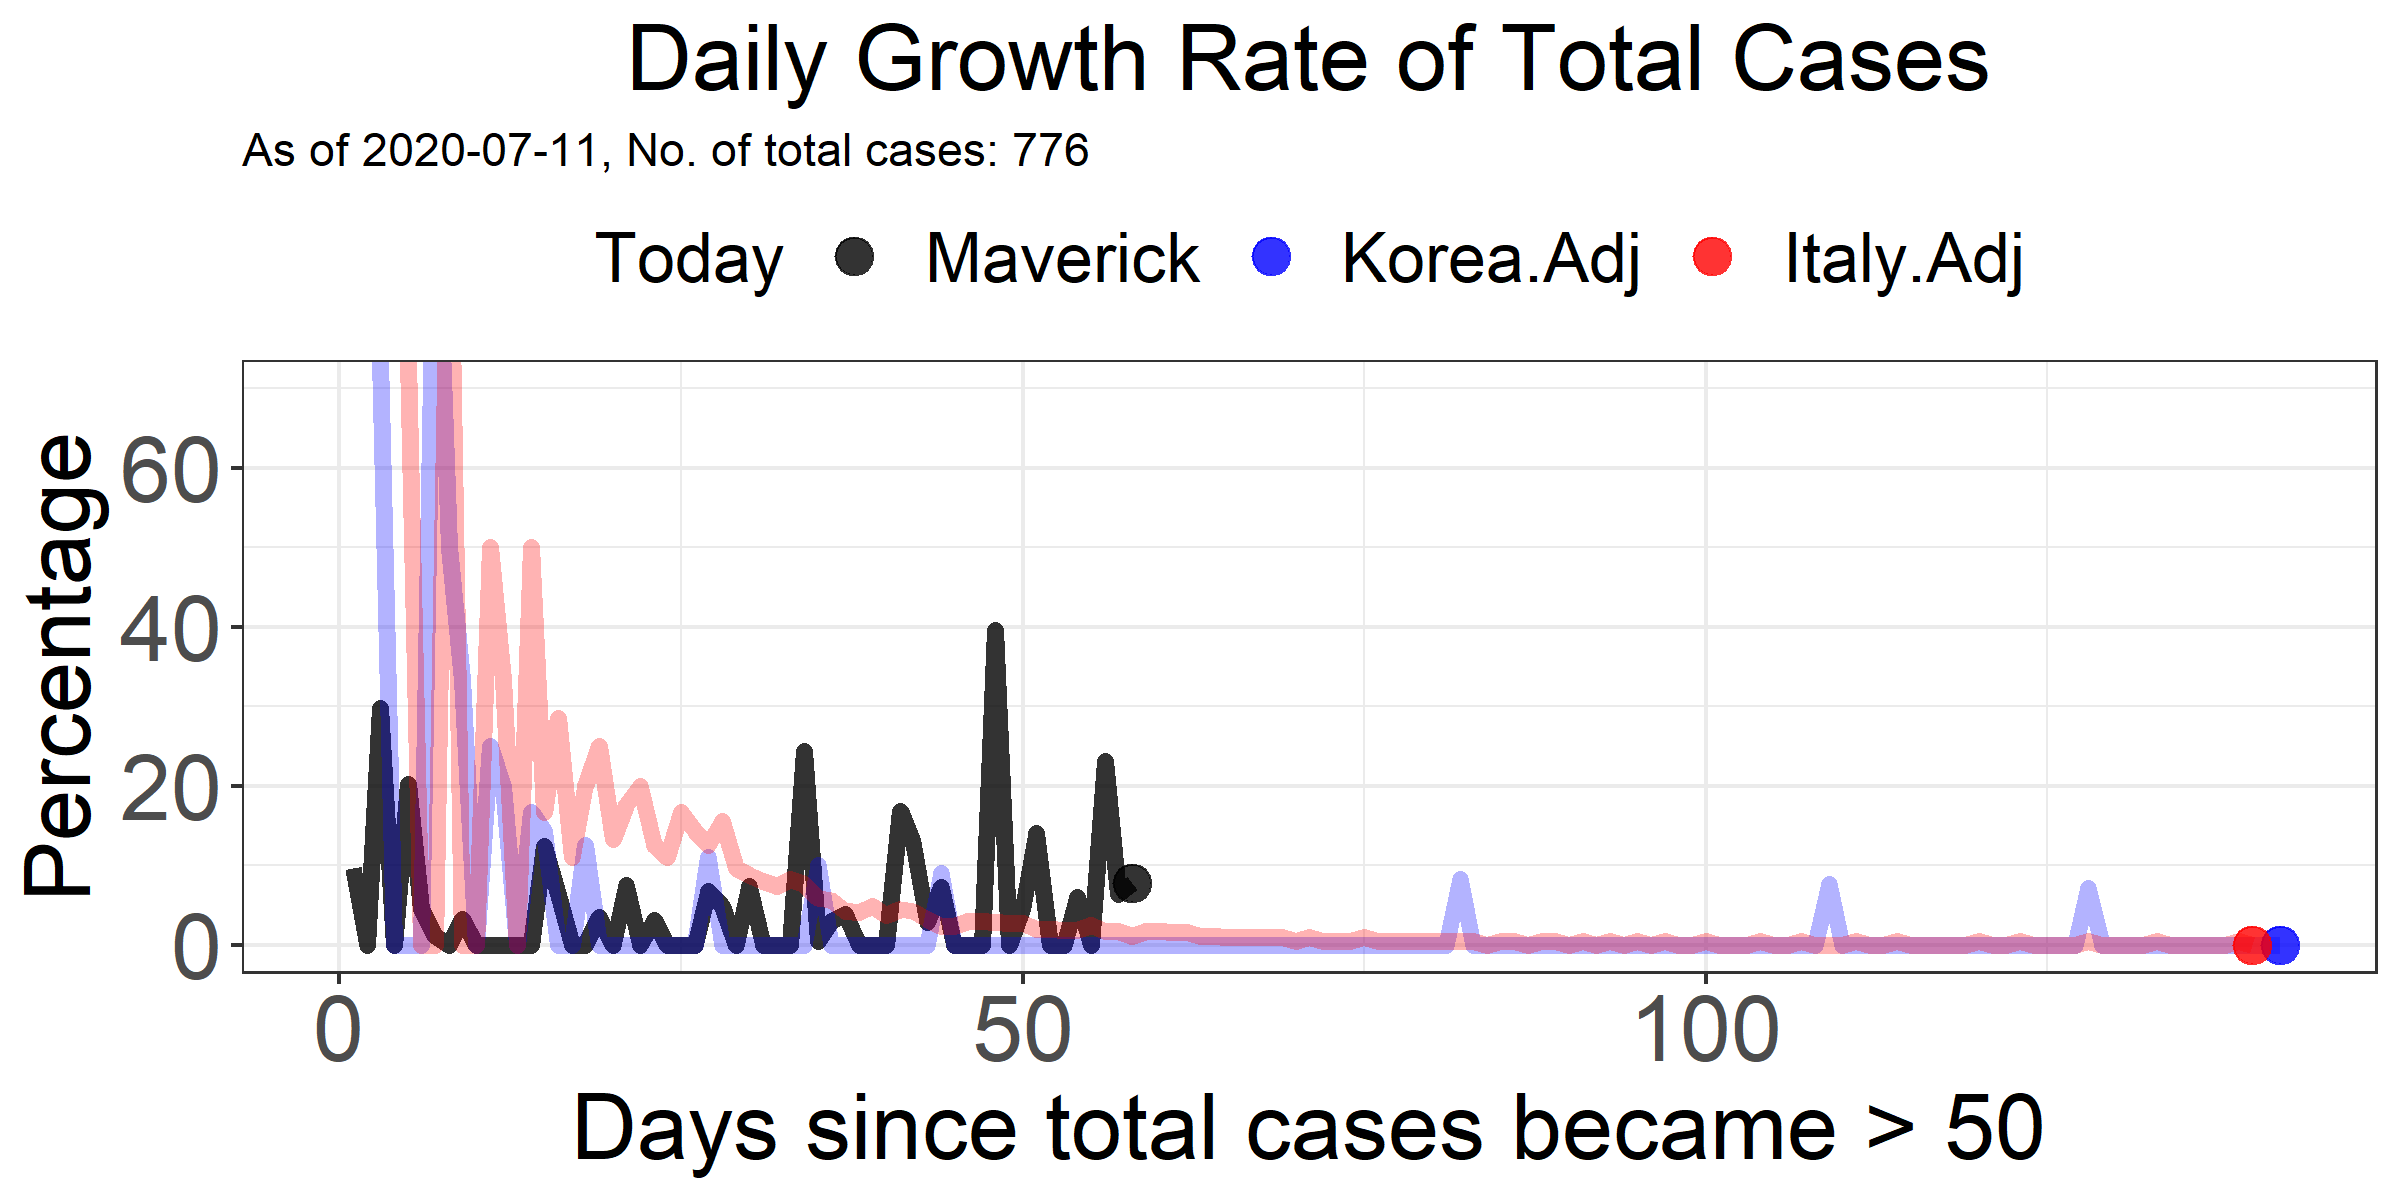 Daily Growth Rate of Total Cases
As of 2020-07-11, No. of total cases: 776
Today Maverick Korea.Adj Italy.Adj
Percentage
60
40
20
0
0 50 100
Days since total cases became > 50